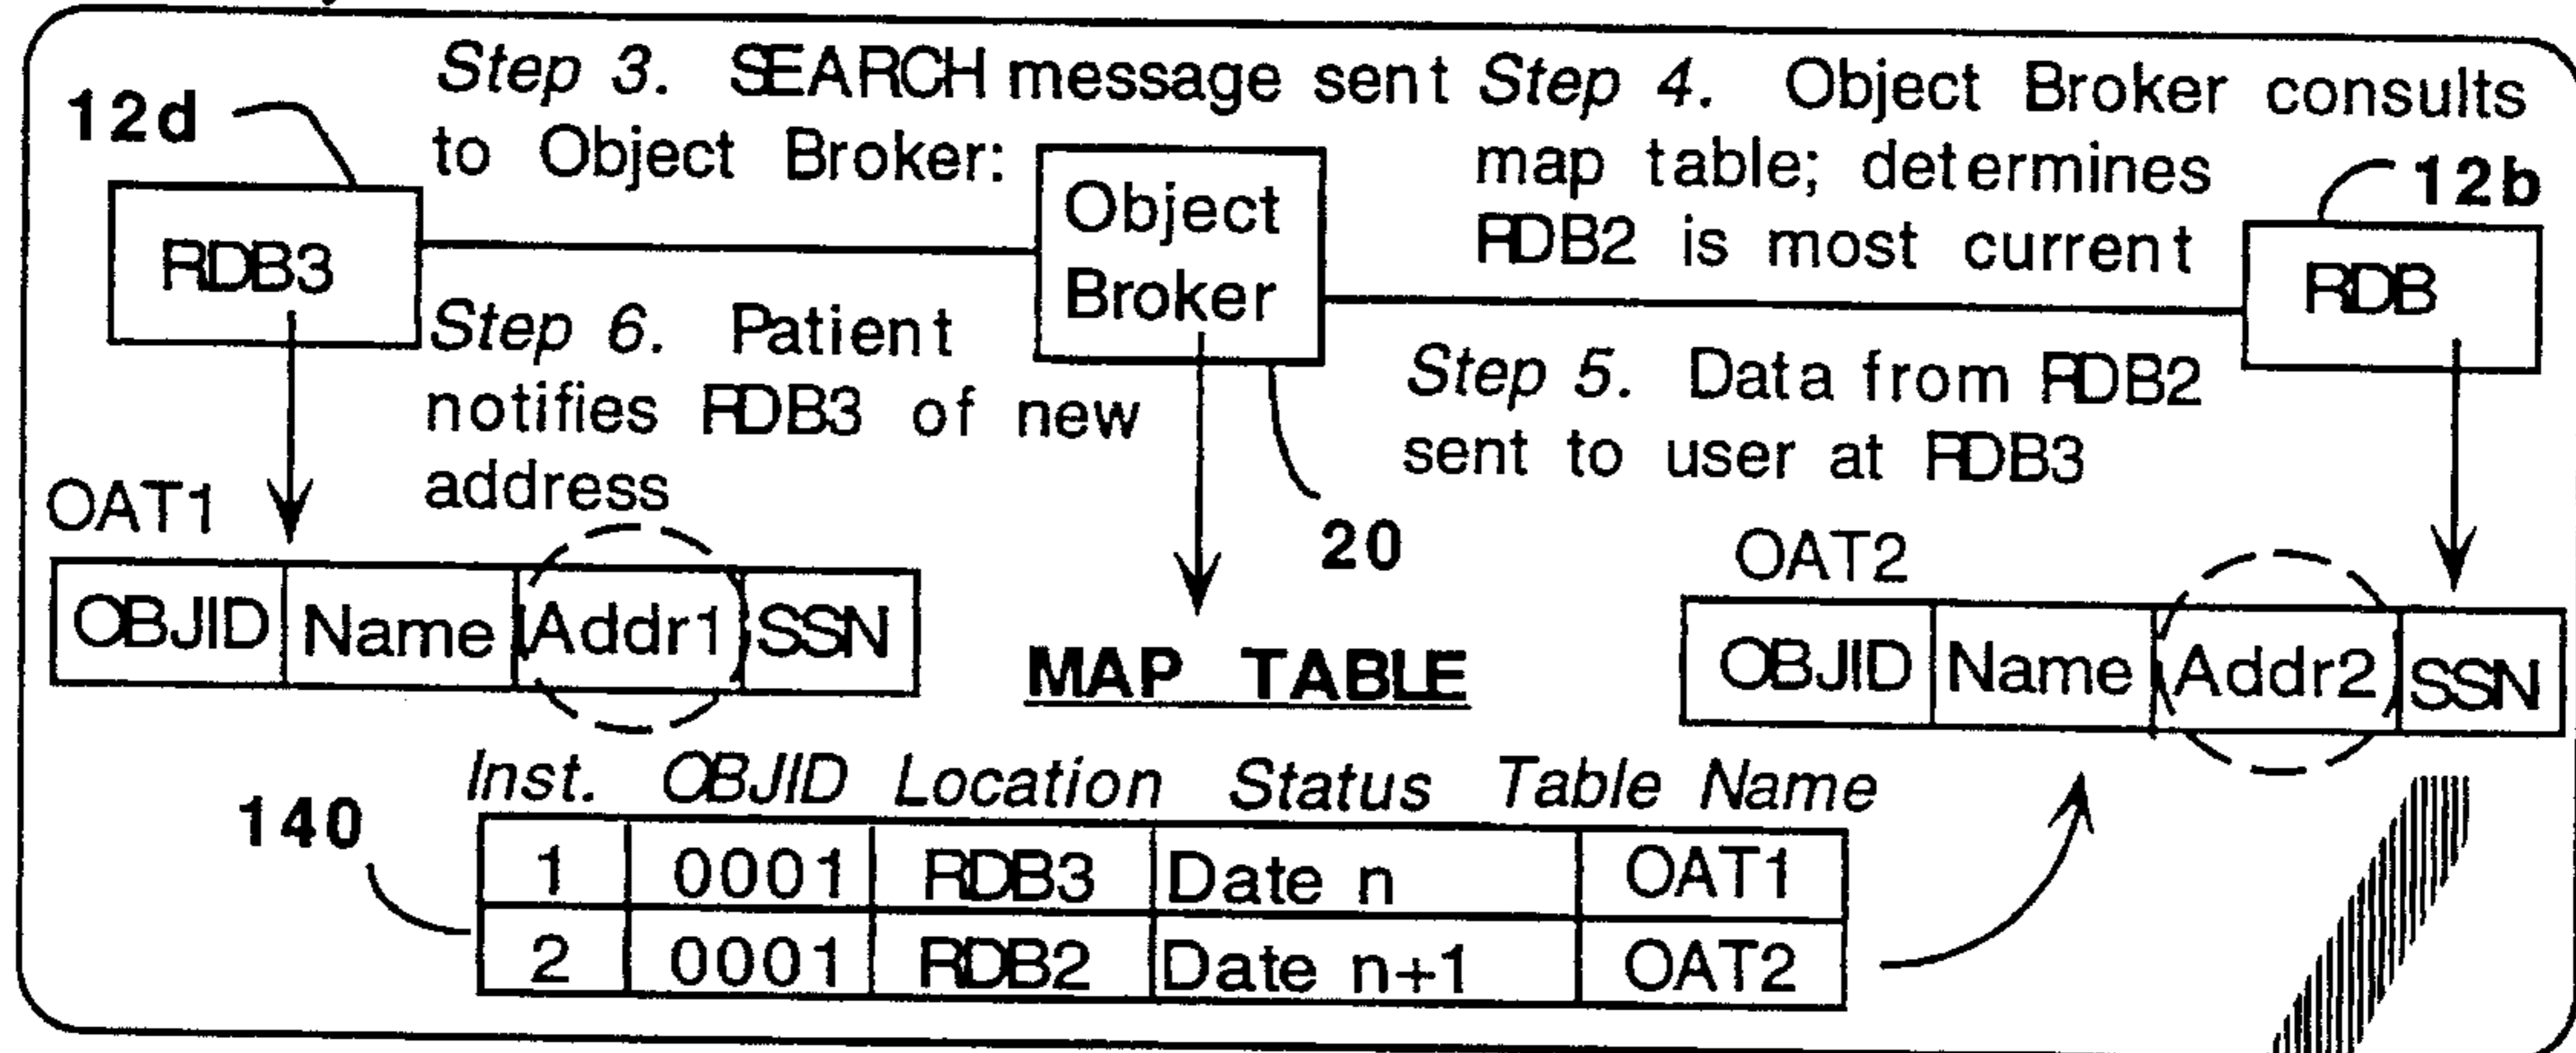 Step 3. SEARCH message sent
to Object Broker:
Step 4. Object Broker consults
map table; determines
RDB2 is most current
12d
12b
RDB3
Object
Broker
RDB
Step 6. Patient
notifies RDB3 of new
address
Step 5. Data from RDB2
sent to user at RDB3
20
OAT1
OBJID Name Addr1 SSN
OAT2
OBJID Name Addr2 SSN
MAP TABLE
140
Inst. OBJID Location Status Table Name
1 0001 RDB3 Date n OAT1
2 0001 RDB2 Date n+1 OAT2